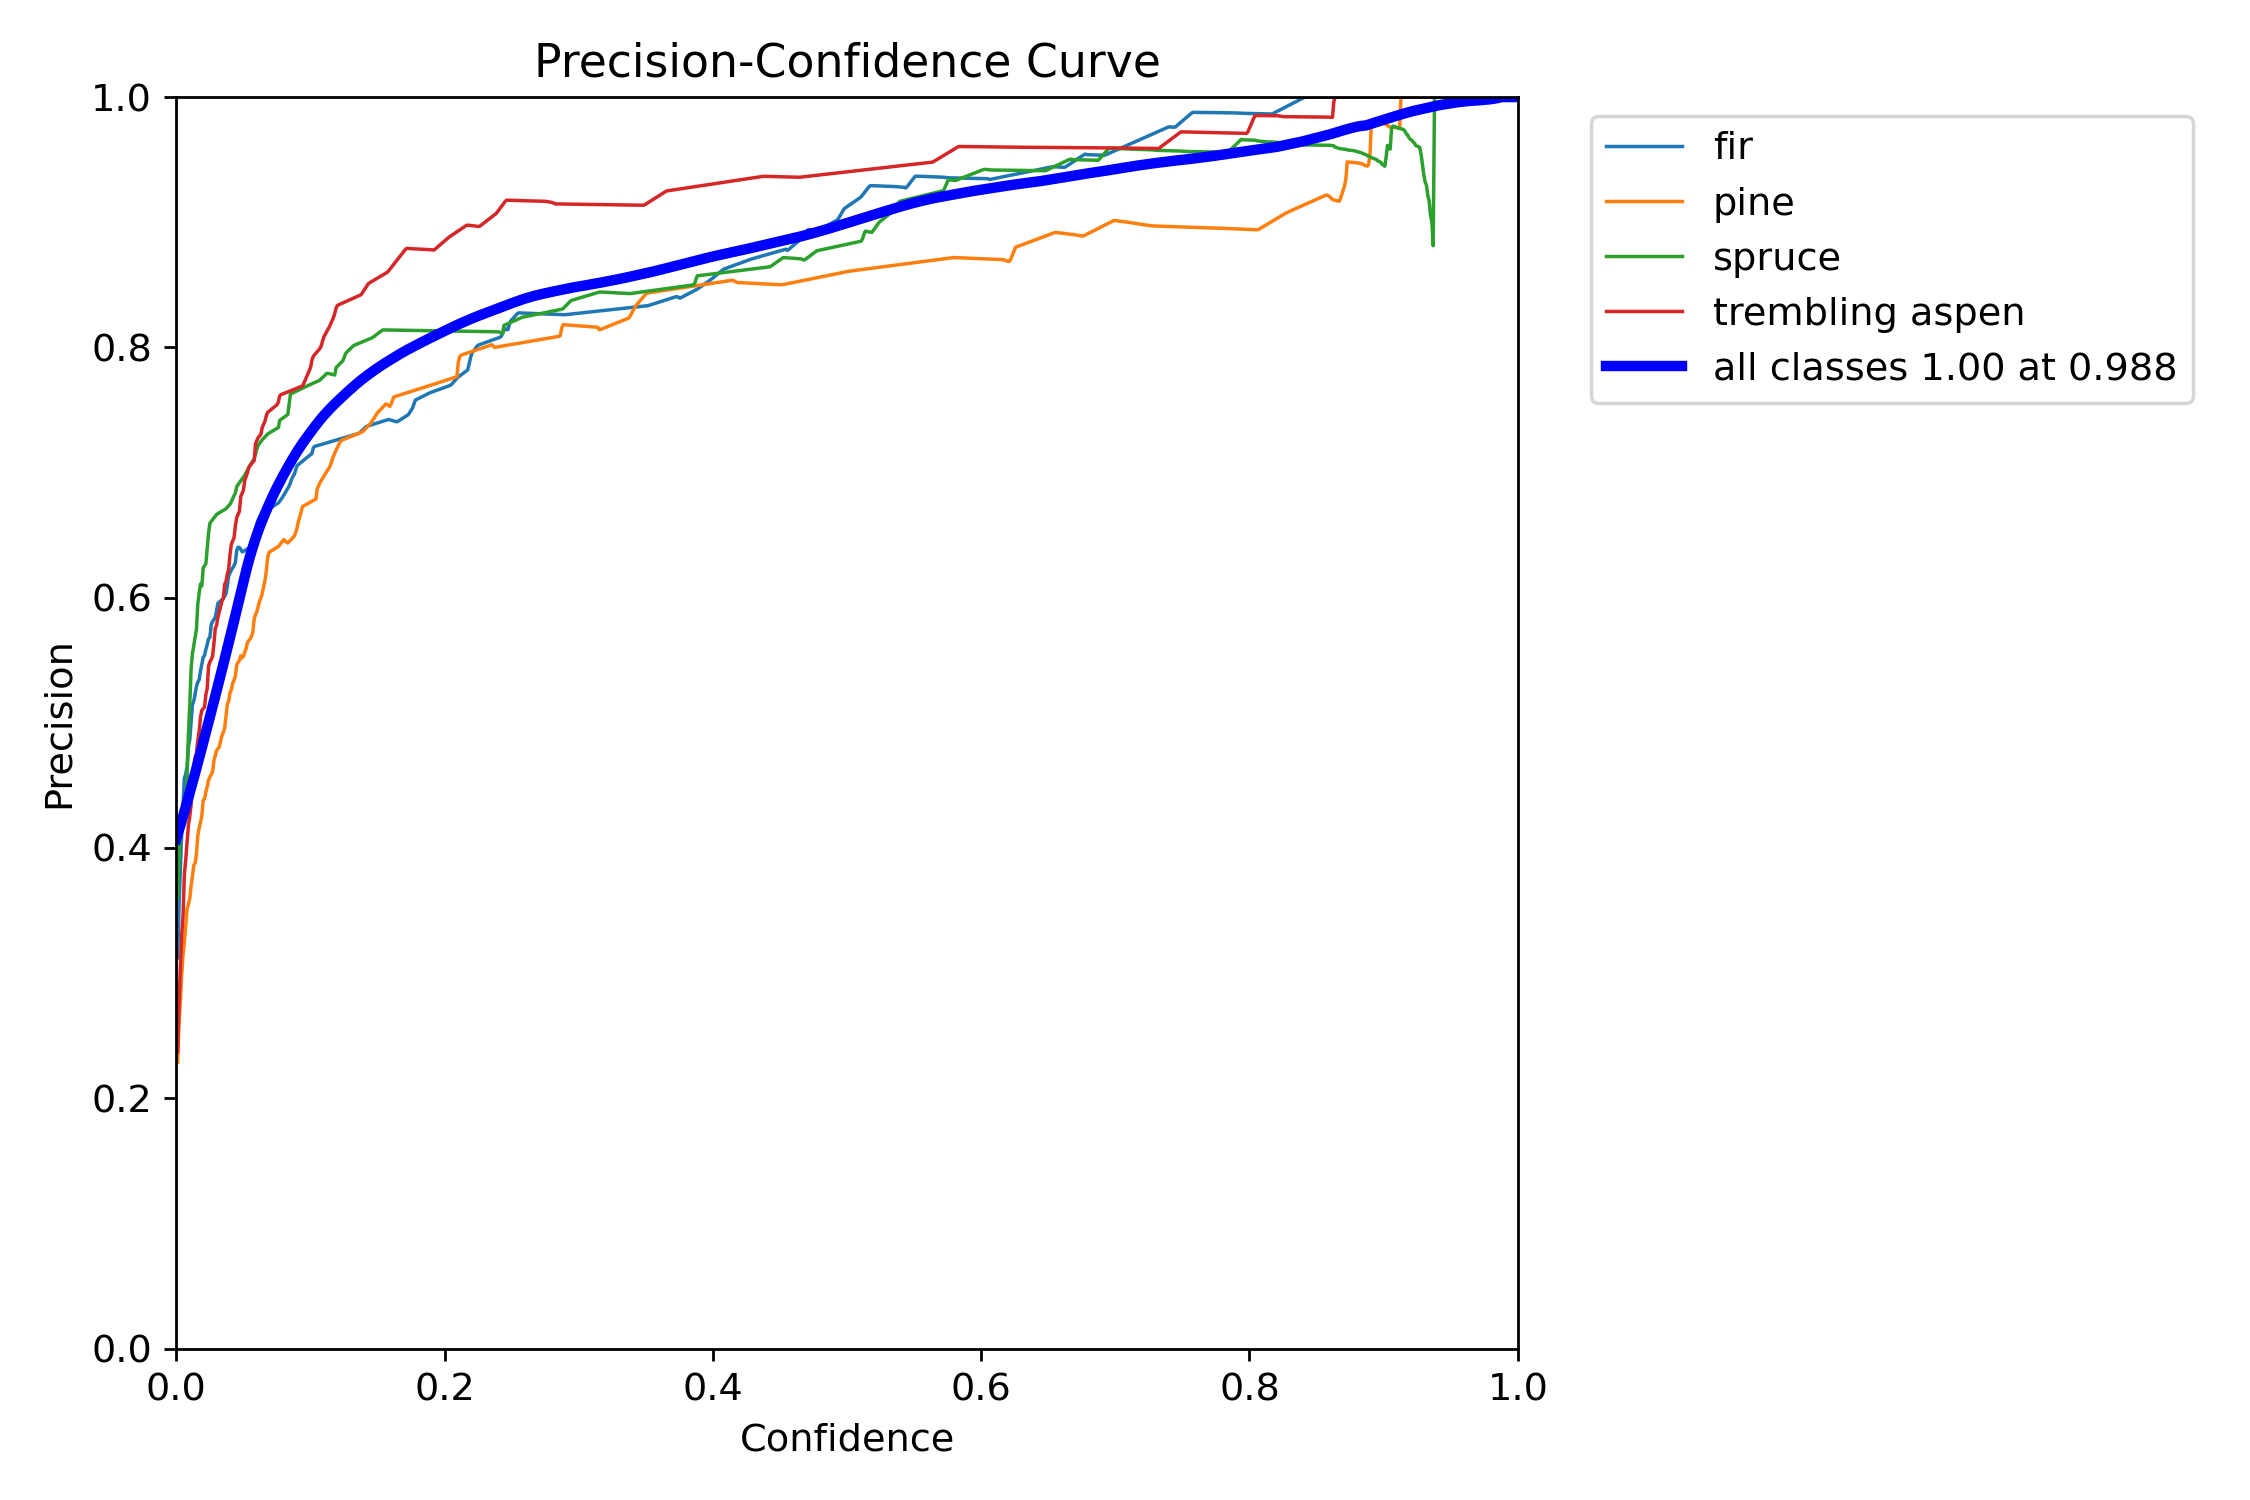 Precision-Confidence Curve
1.0
0.8
0.6
0.4
0.2
0.0
Precision
0.0 0.2 0.4 0.6 0.8 1.0
Confidence
fir
pine
spruce
trembling aspen
all classes 1.00 at 0.988